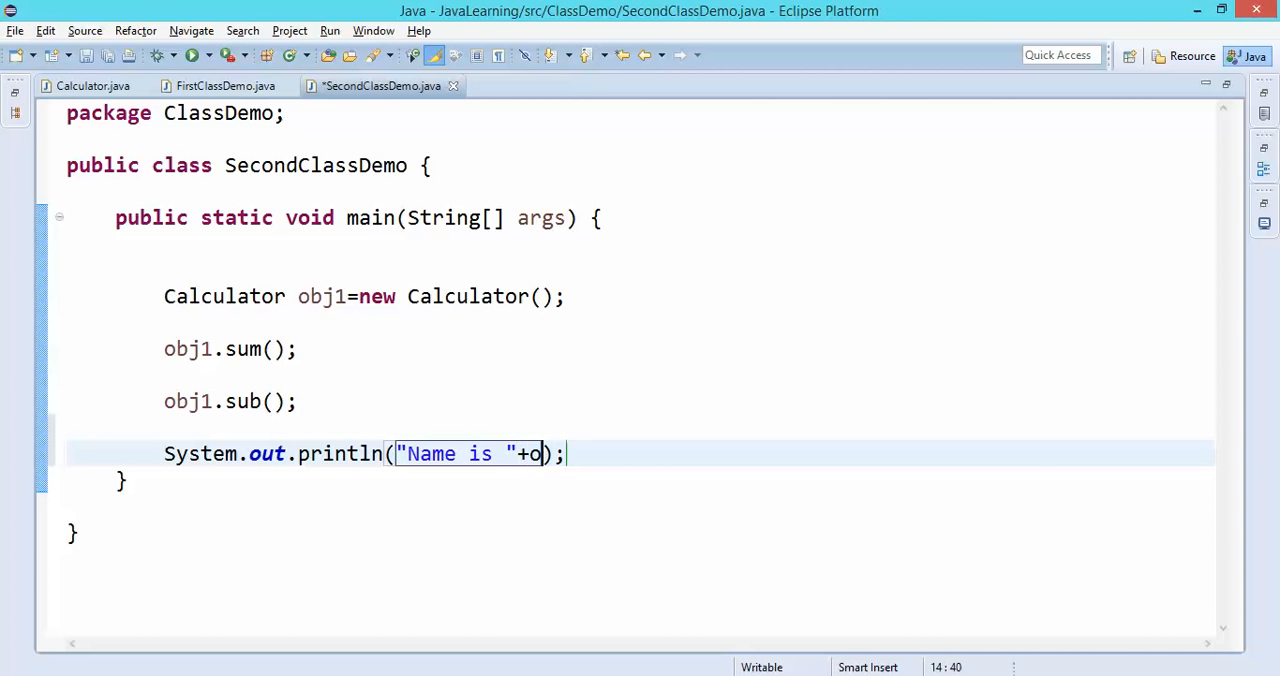 Java - JavaLearning/src/ClassDemo/SecondClassDemo.java - Eclipse Platform
File Edit Source Refactor Navigate Search Project Run Window Help
Quick Access Resource Java
Calculator.java FirstClassDemo.java *SecondClassDemo.java
package ClassDemo;
public class SecondClassDemo {
public static void main(String[] args) {
Calculator obj1=new Calculator();
obj1.sum();
obj1.sub();
System.out.println("Name is "+o);
}
}
Writable Smart Insert 14 : 40